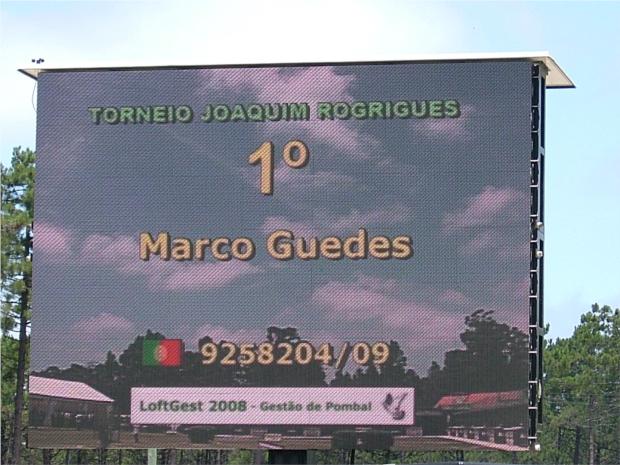 TORNEIO JOAQUIM ROGRIGUES
1º
Marco Guedes
9258204/09
LoftGest 2008 - Gestão de Pombal